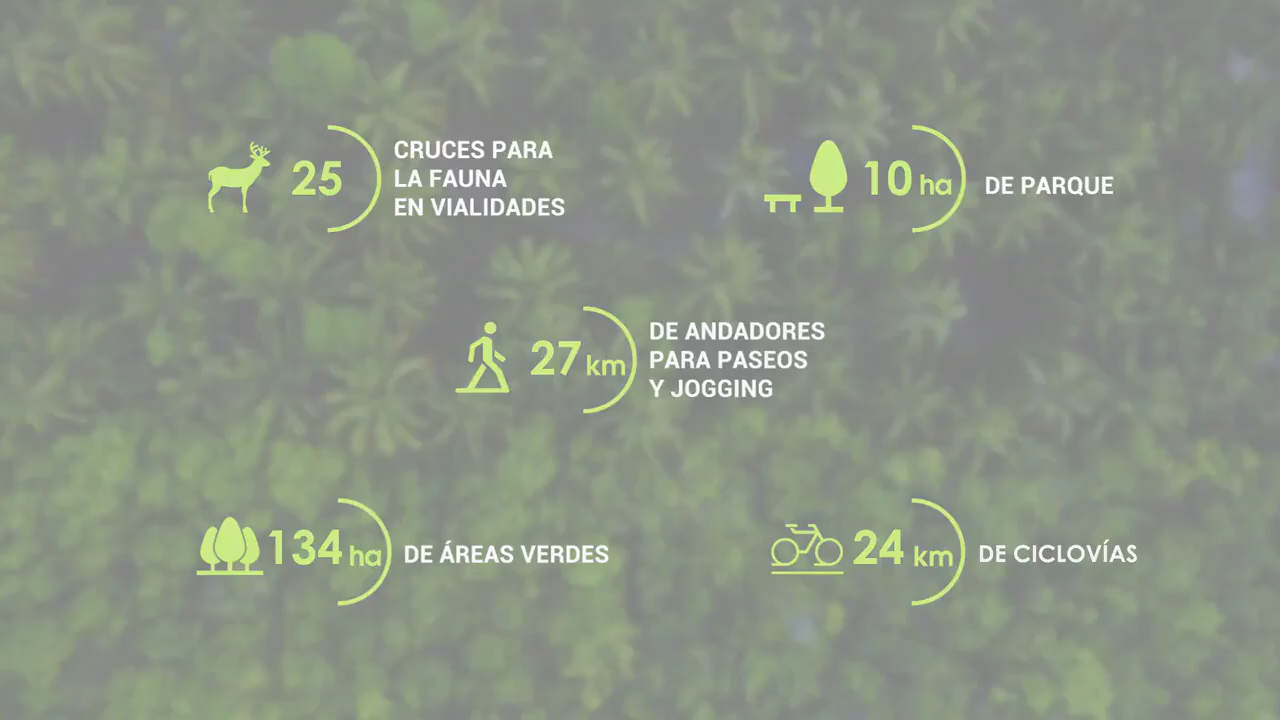 25
CRUCES PARA
LA FAUNA
EN VIALIDADES
10 ha
DE PARQUE
27 km
DE ANDADORES
PARA PASEOS
Y JOGGING
134 ha
DE ÁREAS VERDES
24 km
DE CICLOVÍAS